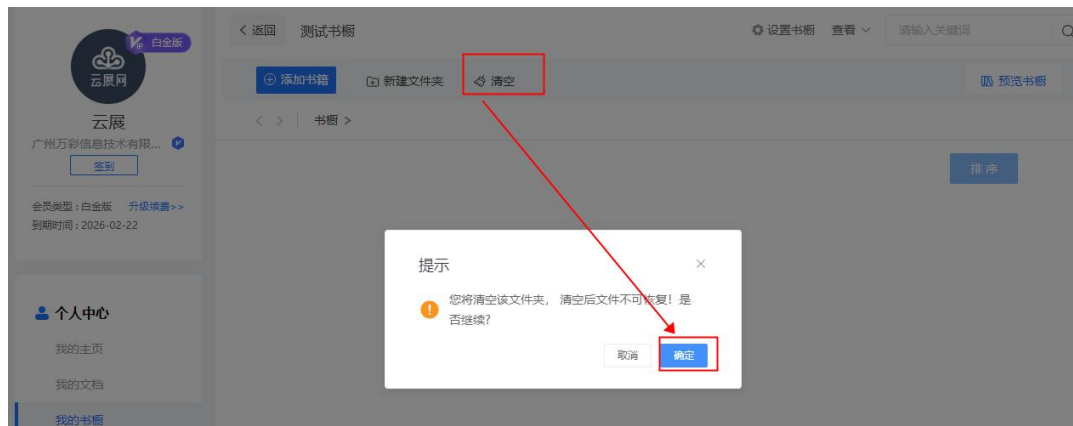 白金版
云展网
云展
广州万彩信息技术有限...
签到
会员类型：白金版 升级续费>>
到期时间：2026-02-22
个人中心
我的主页
我的文档
我的书橱
< 返回 测试书橱
设置书橱 查看 请输入关键词
添加书籍 新建文件夹 清空 预览书橱
< > 书橱 >
排 序
提示
您将清空该文件夹， 清空后文件不可恢复！是
否继续?
取消 确定